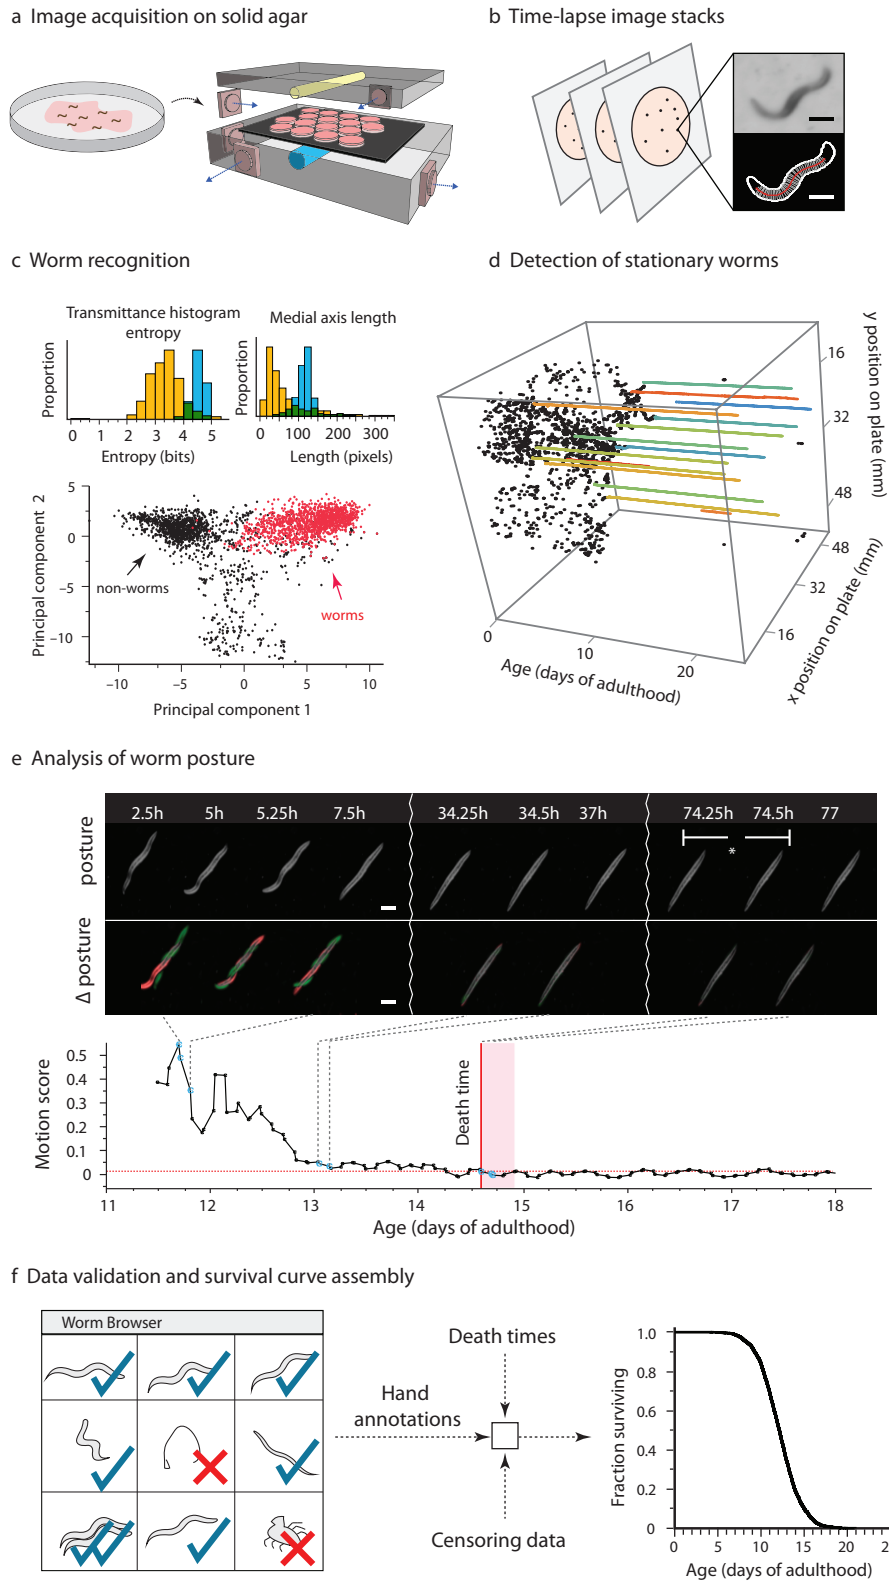 a Image acquisition on solid agar
b Time-lapse image stacks
c Worm recognition
Transmittance histogram
entropy
Proportion
0 1 2 3 4 5
Entropy (bits)
Medial axis length
Proportion
0 100 200 300
Length (pixels)
Principal component 2
5
0
−5
−10
non-worms
worms
−10 −5 0 5 10
Principal component 1
d Detection of stationary worms
y position on plate (mm)
16
32
48
48
32
16
x position on plate (mm)
0
10
20
Age (days of adulthood)
e Analysis of worm posture
posture
2.5h 5h 5.25h 7.5h 34.25h 34.5h 37h 74.25h 74.5h 77
*
Δ posture
Motion score
0.5
0.4
0.3
0.2
0.1
0
Death time
11 12 13 14 15 16 17 18
Age (days of adulthood)
f Data validation and survival curve assembly
Worm Browser
Hand
annotations
Death times
Censoring data
Fraction surviving
1.0
0.8
0.6
0.4
0.2
0
0 5 10 15 20 2
Age (days of adulthood)